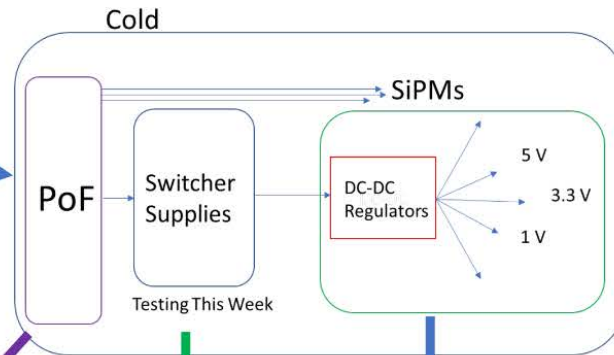 Cold
SiPMs
PoF
Switcher
Supplies
DC-DC
Regulators
5 V
3.3 V
1 V
Testing This Week